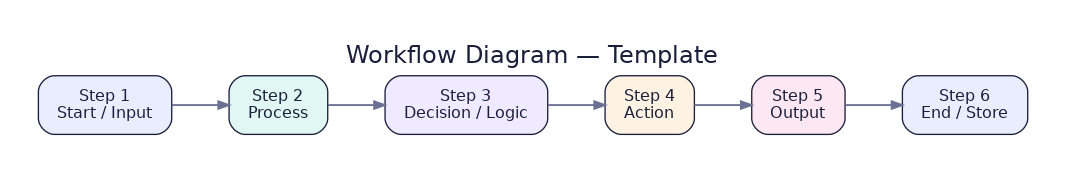 Workflow Diagram — Template
Step 1
Start / Input
Step 2
Process
Step 3
Decision / Logic
Step 4
Action
Step 5
Output
Step 6
End / Store